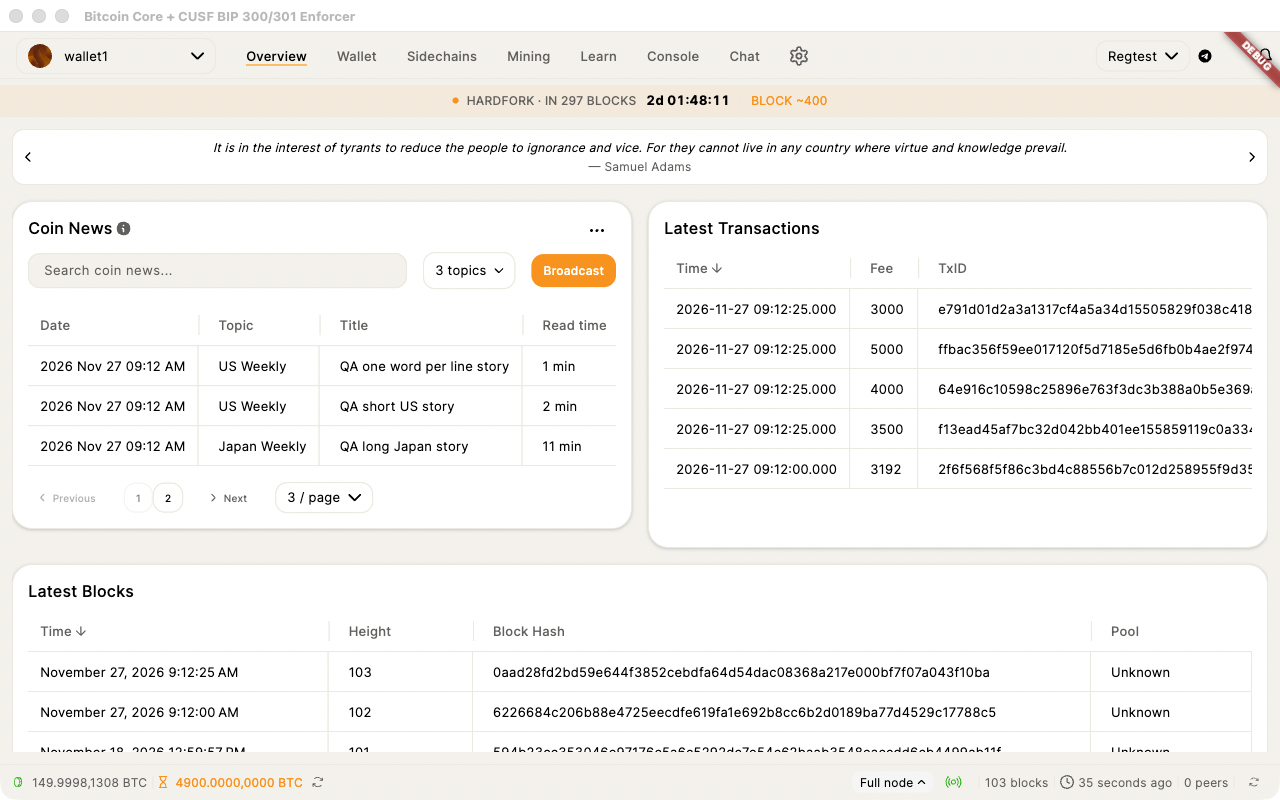 Bitcoin Core + CUSF BIP 300/301 Enforcer
wallet1
Overview
Wallet
Sidechains
Mining
Learn
Console
Chat
Regtest
DEBUG
HARDFORK · IN 297 BLOCKS 2d 01:48:11 BLOCK ~400
It is in the interest of tyrants to reduce the people to ignorance and vice. For they cannot live in any country where virtue and knowledge prevail.
— Samuel Adams
Coin News
Search coin news...
3 topics
Broadcast
Date Topic Title Read time
2026 Nov 27 09:12 AM US Weekly QA one word per line story 1 min
2026 Nov 27 09:12 AM US Weekly QA short US story 2 min
2026 Nov 27 09:12 AM Japan Weekly QA long Japan story 11 min
Previous 1 2 Next 3 / page
Latest Transactions
Time Fee TxID
2026-11-27 09:12:25.000 3000 e791d01d2a3a1317cf4a5a34d15505829f038c418
2026-11-27 09:12:25.000 5000 ffbac356f59ee017120f5d7185e5d6fb0b4ae2f974
2026-11-27 09:12:25.000 4000 64e916c10598c25896e763f3dc3b388a0b5e369
2026-11-27 09:12:25.000 3500 f13ead45af7bc32d042bb401ee155859119c0a334
2026-11-27 09:12:00.000 3192 2f6f568f5f86c3bd4c88556b7c012d258955f9d35
Latest Blocks
Time Height Block Hash Pool
November 27, 2026 9:12:25 AM 103 0aad28fd2bd59e644f3852cebdfa64d54dac08368a217e000bf7f07a043f10ba Unknown
November 27, 2026 9:12:00 AM 102 6226684c206b88e4725eecdfe619fa1e692b8cc6b2d0189ba77d4529c17788c5 Unknown
November 18, 2026 12:59:57 PM 101 Unknown
149.9998,1308 BTC
4900.0000,0000 BTC
Full node
103 blocks
35 seconds ago
0 peers